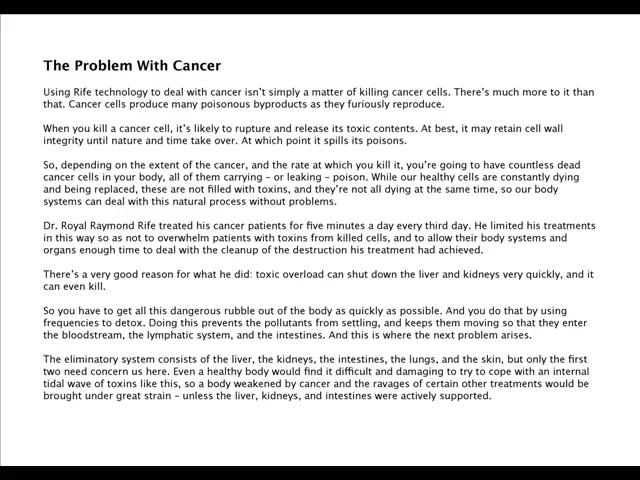 The Problem With Cancer
Using Rife technology to deal with cancer isn't simply a matter of killing cancer cells. There's much more to it than
that. Cancer cells produce many poisonous byproducts as they furiously reproduce.
When you kill a cancer cell, it's likely to rupture and release its toxic contents. At best, it may retain cell wall
integrity until nature and time take over. At which point it spills its poisons.
So, depending on the extent of the cancer, and the rate at which you kill it, you're going to have countless dead
cancer cells in your body, all of them carrying – or leaking – poison. While our healthy cells are constantly dying
and being replaced, these are not filled with toxins, and they're not all dying at the same time, so our body
systems can deal with this natural process without problems.
Dr. Royal Raymond Rife treated his cancer patients for five minutes a day every third day. He limited his treatments
in this way so as not to overwhelm patients with toxins from killed cells, and to allow their body systems and
organs enough time to deal with the cleanup of the destruction his treatment had achieved.
There's a very good reason for what he did: toxic overload can shut down the liver and kidneys very quickly, and it
can even kill.
So you have to get all this dangerous rubble out of the body as quickly as possible. And you do that by using
frequencies to detox. Doing this prevents the pollutants from settling, and keeps them moving so that they enter
the bloodstream, the lymphatic system, and the intestines. And this is where the next problem arises.
The eliminatory system consists of the liver, the kidneys, the intestines, the lungs, and the skin, but only the first
two need concern us here. Even a healthy body would find it difficult and damaging to try to cope with an internal
tidal wave of toxins like this, so a body weakened by cancer and the ravages of certain other treatments would be
brought under great strain – unless the liver, kidneys, and intestines were actively supported.